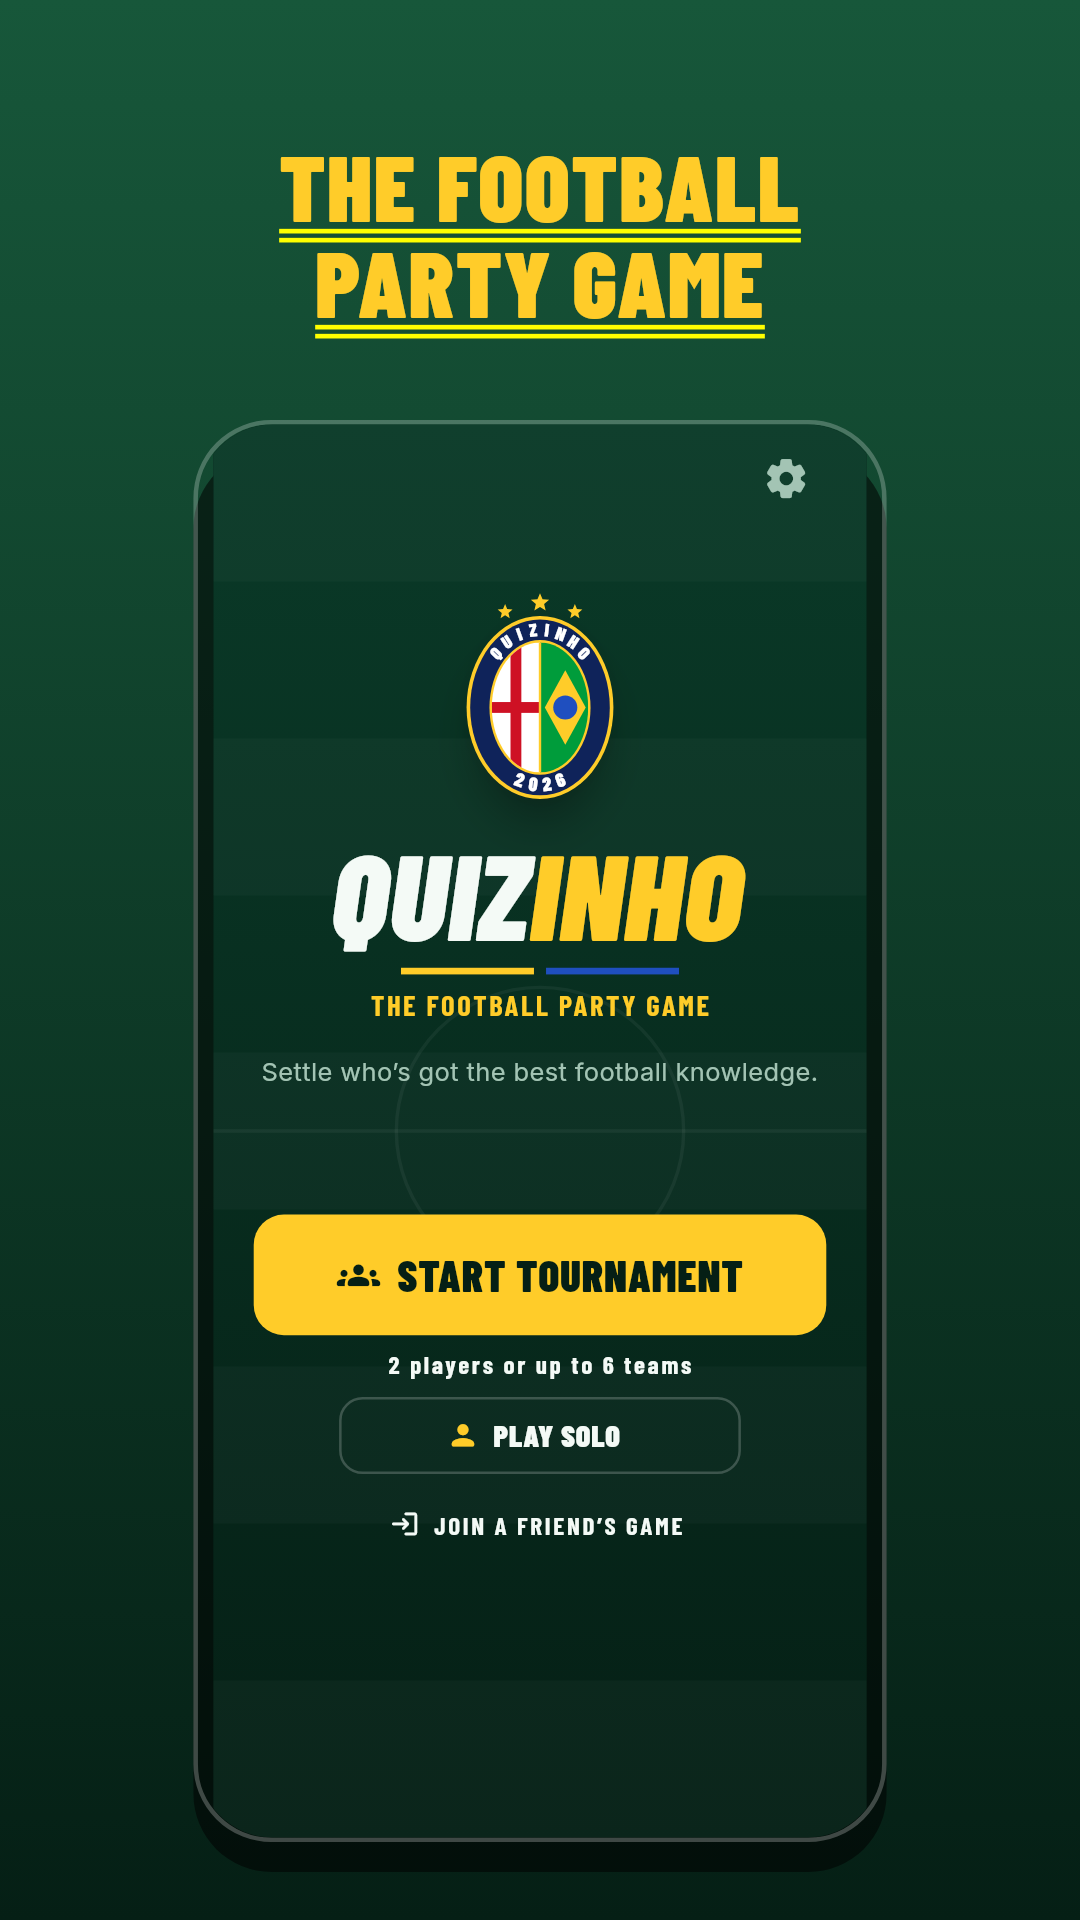 THE FOOTBALL
PARTY GAME
QUIZINHO
2026
QUIZINHO
THE FOOTBALL PARTY GAME
Settle who’s got the best football knowledge.
START TOURNAMENT
2 players or up to 6 teams
PLAY SOLO
JOIN A FRIEND’S GAME